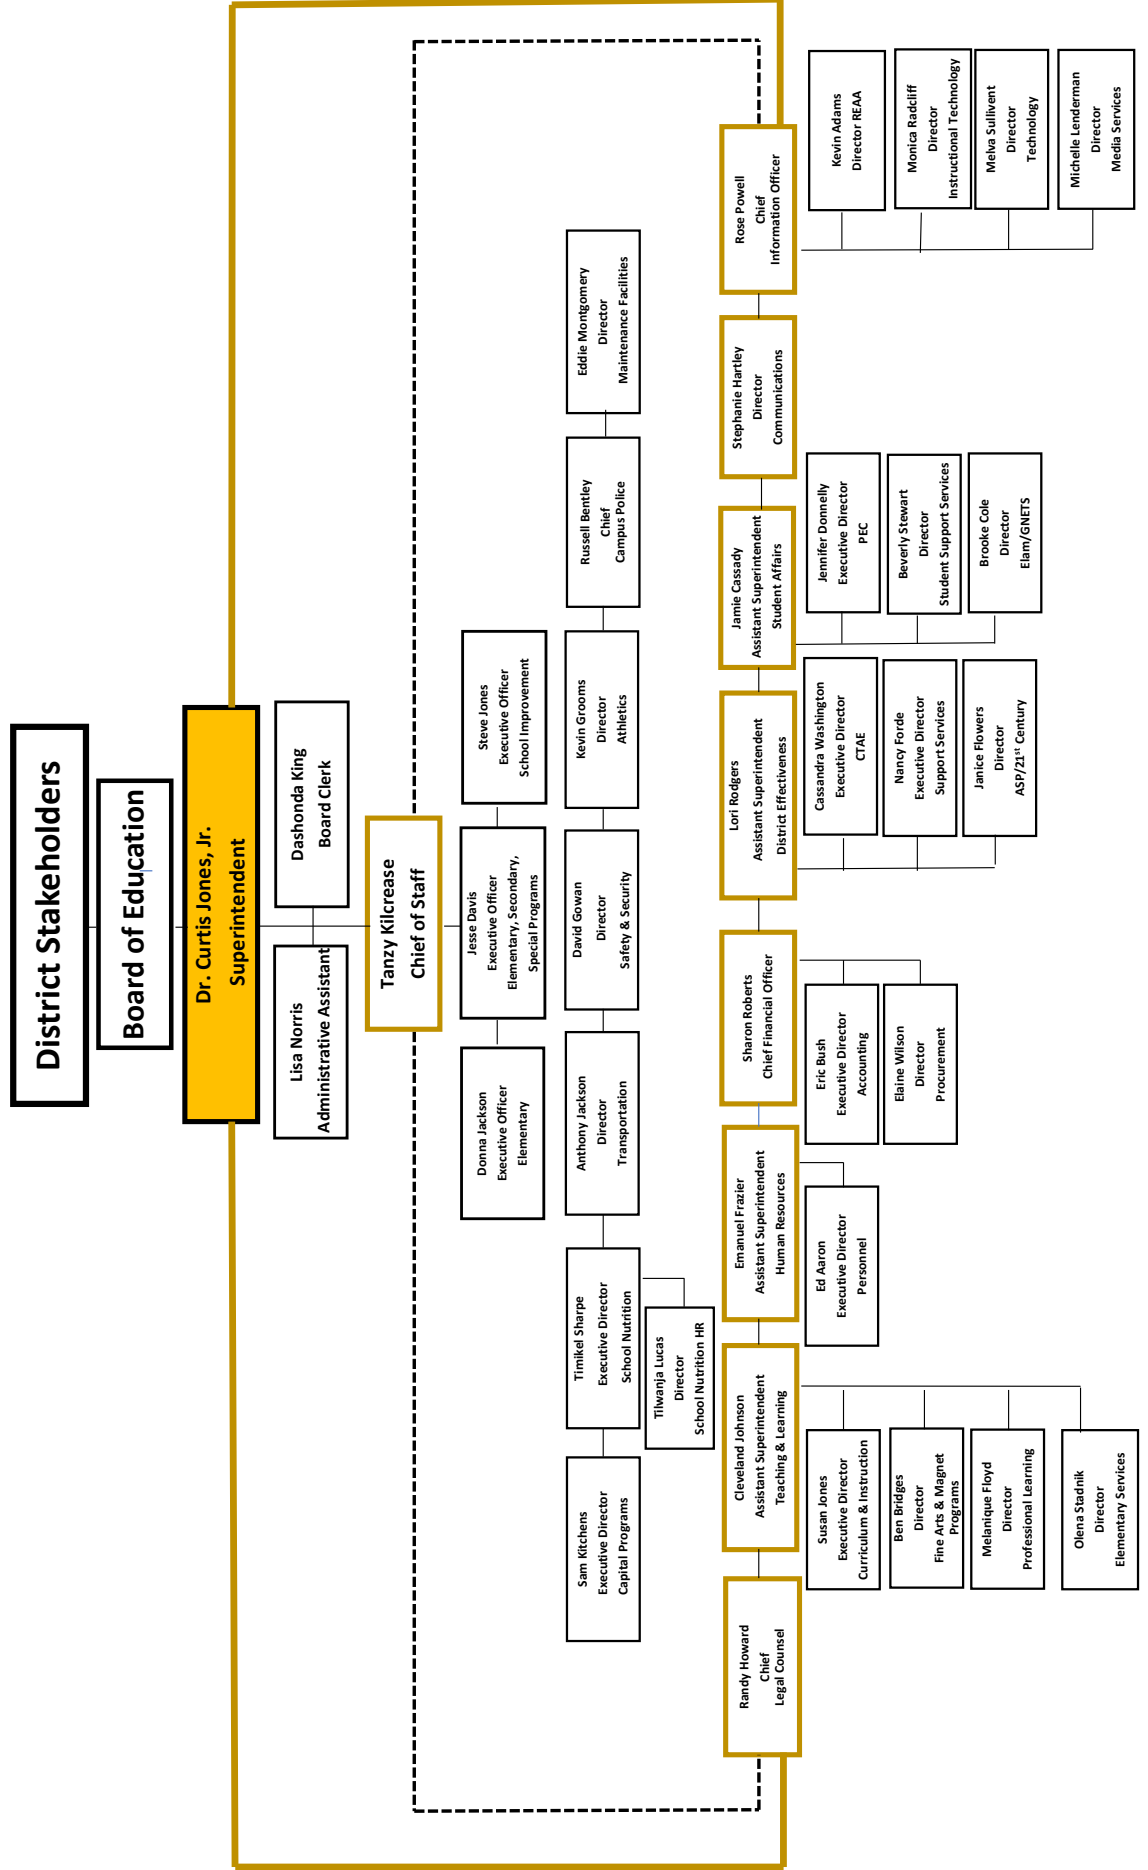 District Stakeholders
Board of Education
Dr. Curtis Jones, Jr.
Superintendent
Lisa Norris
Administrative Assistant
Dashonda King
Board Clerk
Tanzy Kilcrease
Chief of Staff
Donna Jackson
Executive Officer
Elementary
Jesse Davis
Executive Officer
Elementary, Secondary,
Special Programs
Steve Jones
Executive Officer
School Improvement
Sam Kitchens
Executive Director
Capital Programs
Timikel Sharpe
Executive Director
School Nutrition
Tilwanja Lucas
Director
School Nutrition HR
Anthony Jackson
Director
Transportation
David Gowan
Director
Safety & Security
Kevin Grooms
Director
Athletics
Russell Bentley
Chief
Campus Police
Eddie Montgomery
Director
Maintenance Facilities
Randy Howard
Chief
Legal Counsel
Cleveland Johnson
Assistant Superintendent
Teaching & Learning
Emanuel Frazier
Assistant Superintendent
Human Resources
Sharon Roberts
Chief Financial Officer
Lori Rodgers
Assistant Superintendent
District Effectiveness
Jamie Cassady
Assistant Superintendent
Student Affairs
Stephanie Hartley
Director
Communications
Rose Powell
Chief
Information Officer
Susan Jones
Executive Director
Curriculum & Instruction
Ben Bridges
Director
Fine Arts & Magnet
Programs
Melanique Floyd
Director
Professional Learning
Olena Stadnik
Director
Elementary Services
Ed Aaron
Executive Director
Personnel
Eric Bush
Executive Director
Accounting
Elaine Wilson
Director
Procurement
Cassandra Washington
Executive Director
CTAE
Nancy Forde
Executive Director
Support Services
Janice Flowers
Director
ASP/21st Century
Jennifer Donnelly
Executive Director
PEC
Beverly Stewart
Director
Student Support Services
Brooke Cole
Director
Elam/GNETS
Kevin Adams
Director REAA
Monica Radcliff
Director
Instructional Technology
Melva Sullivent
Director
Technology
Michelle Lenderman
Director
Media Services